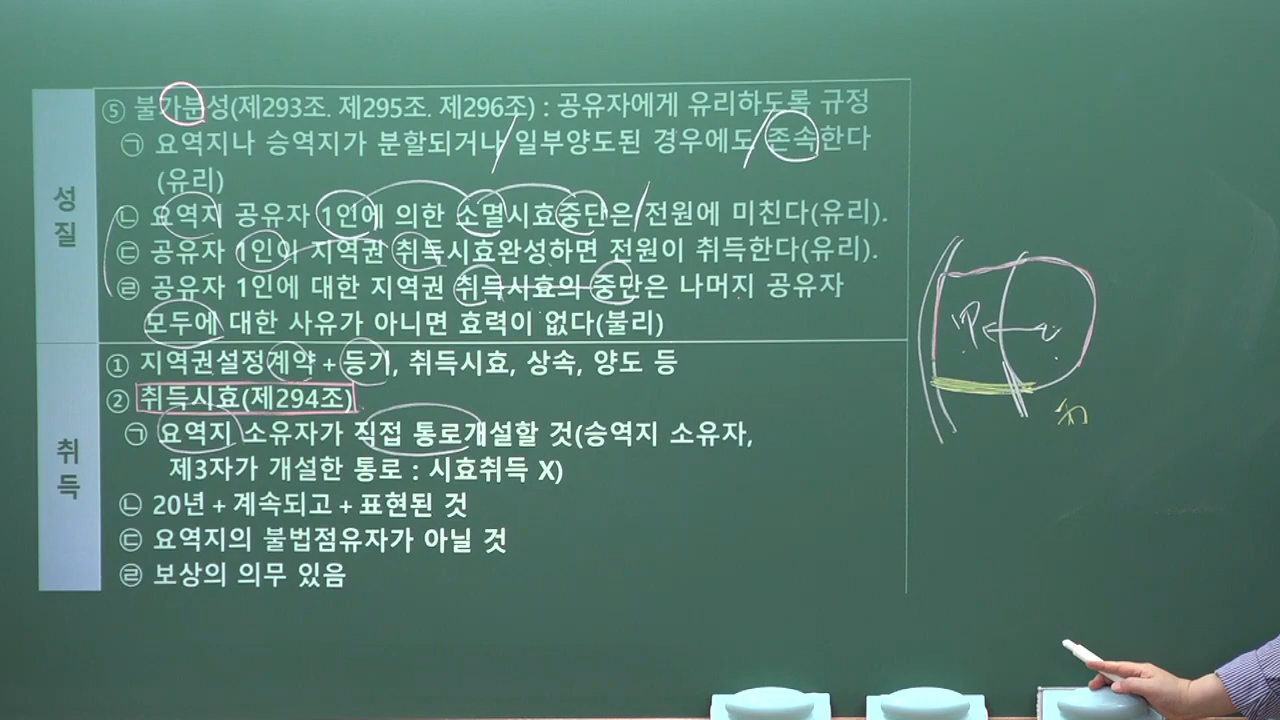 성질
⑤ 불가분성(제293조. 제295조. 제296조) : 공유자에게 유리하도록 규정
㉠ 요역지나 승역지가 분할되거나 일부양도된 경우에도 존속한다
(유리)
㉡ 요역지 공유자 1인에 의한 소멸시효중단은 전원에 미친다(유리).
㉢ 공유자 1인이 지역권 취득시효완성하면 전원이 취득한다(유리).
㉣ 공유자 1인에 대한 지역권 취득시효의 중단은 나머지 공유자
모두에 대한 사유가 아니면 효력이 없다(불리)
취득
① 지역권설정계약 + 등기, 취득시효, 상속, 양도 등
② 취득시효(제294조)
㉠ 요역지 소유자가 직접 통로개설할 것(승역지 소유자,
제3자가 개설한 통로 : 시효취득 X)
㉡ 20년 + 계속되고 + 표현된 것
㉢ 요역지의 불법점유자가 아닐 것
㉣ 보상의 의무 있음